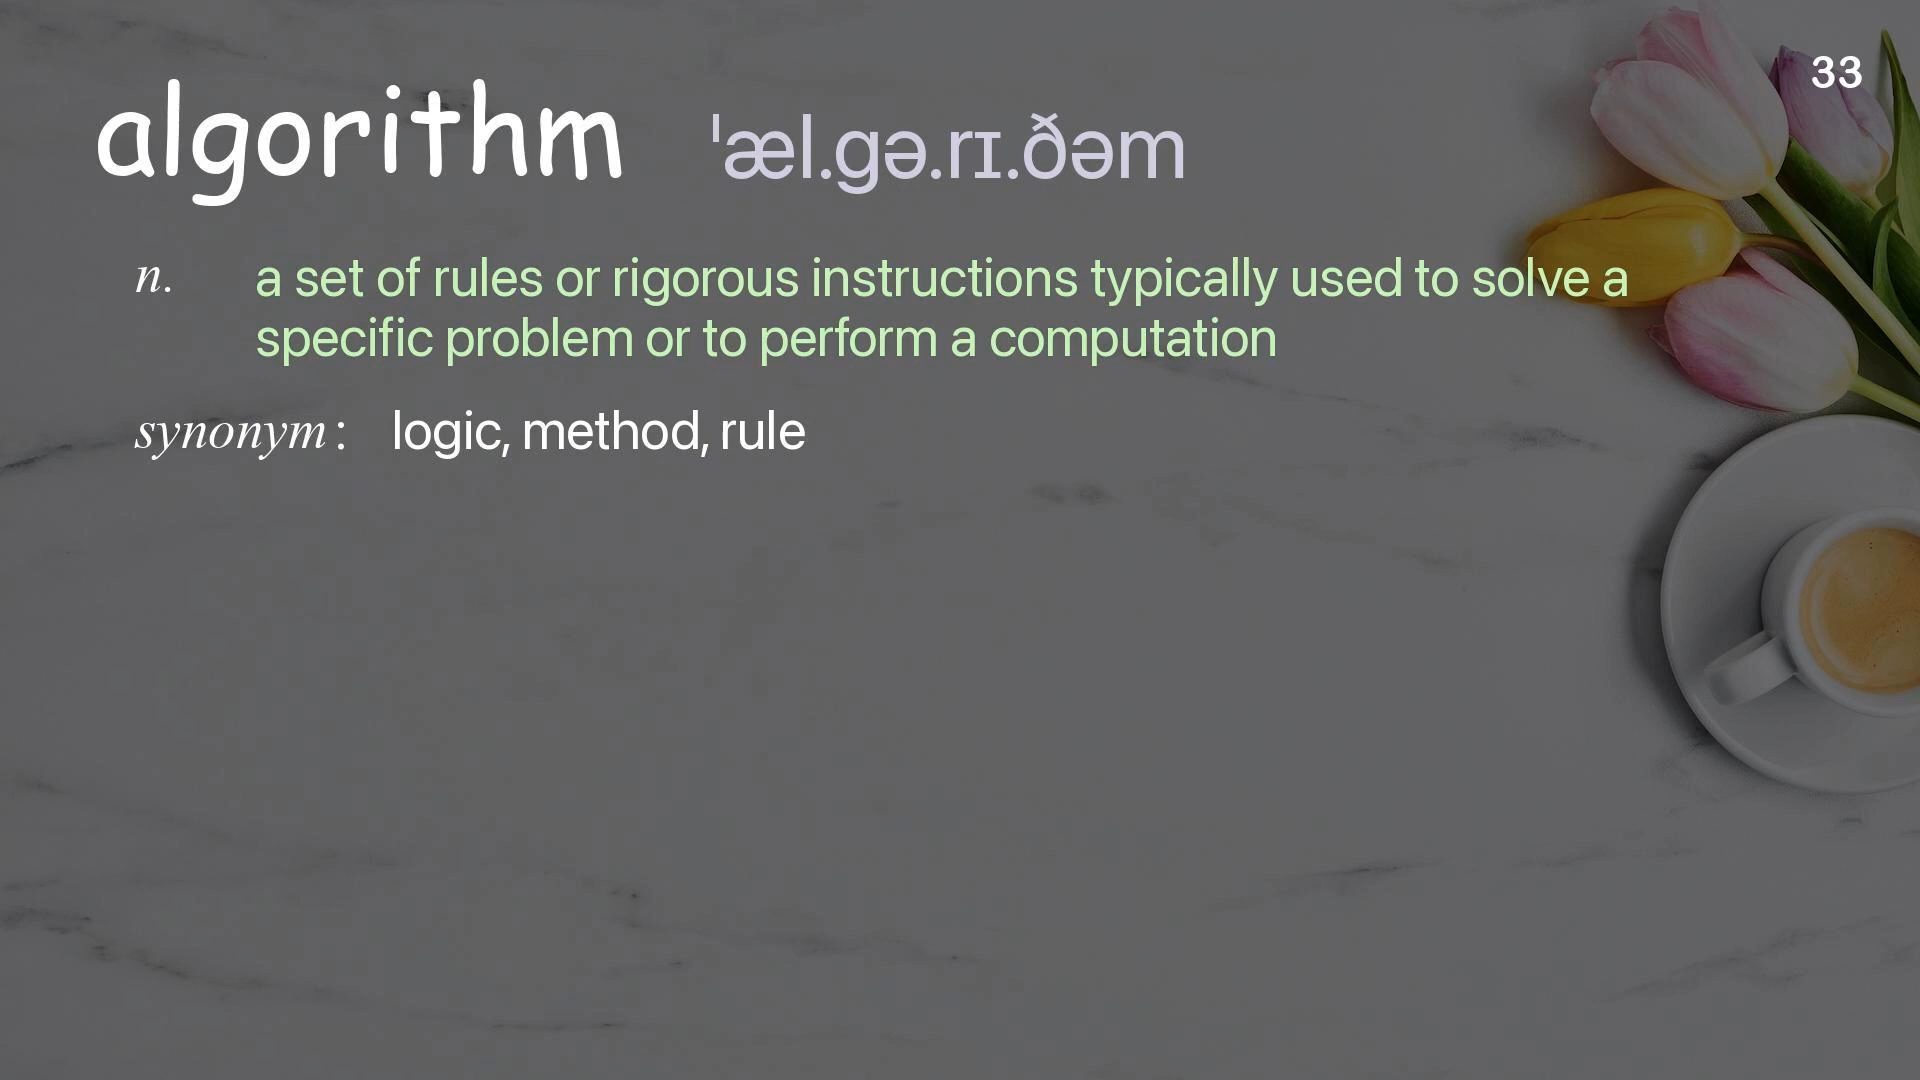 33
algorithm ˈæl.gə.rɪ.ðəm
n. a set of rules or rigorous instructions typically used to solve a
specific problem or to perform a computation
synonym: logic, method, rule